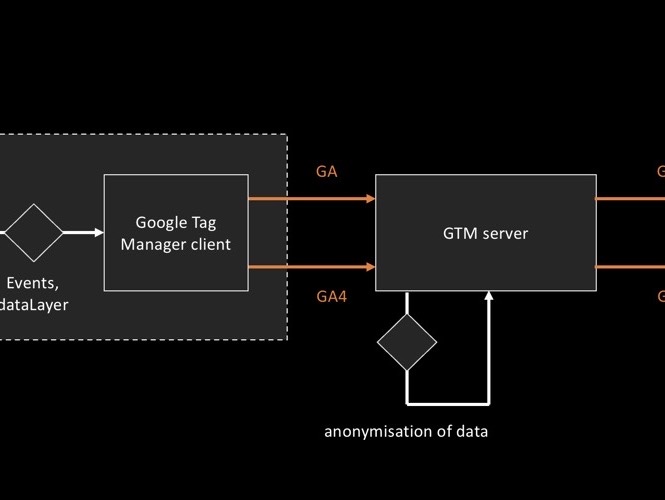 GA
G
Google Tag
Manager client
GTM server
Events,
dataLayer
GA4
G
anonymisation of data